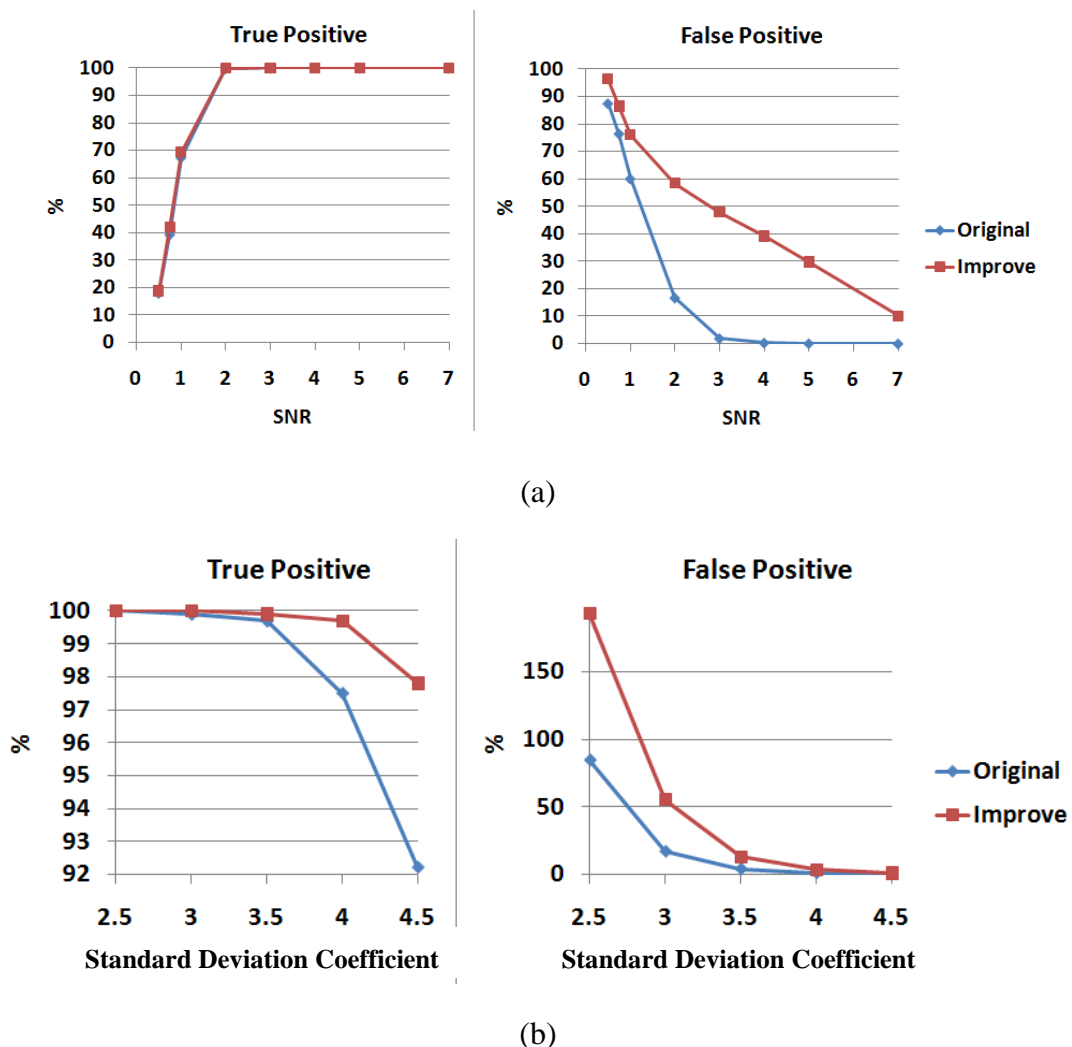 True Positive
100
90
80
70
60
50
40
30
20
10
0
%
0 1 2 3 4 5 6 7
SNR
False Positive
100
90
80
70
60
50
40
30
20
10
0
%
0 1 2 3 4 5 6 7
SNR
Original
Improve
(a)
True Positive
100
99
98
97
96
95
94
93
92
%
2.5 3 3.5 4 4.5
Standard Deviation Coefficient
False Positive
150
100
50
0
%
2.5 3 3.5 4 4.5
Standard Deviation Coefficient
Original
Improve
(b)